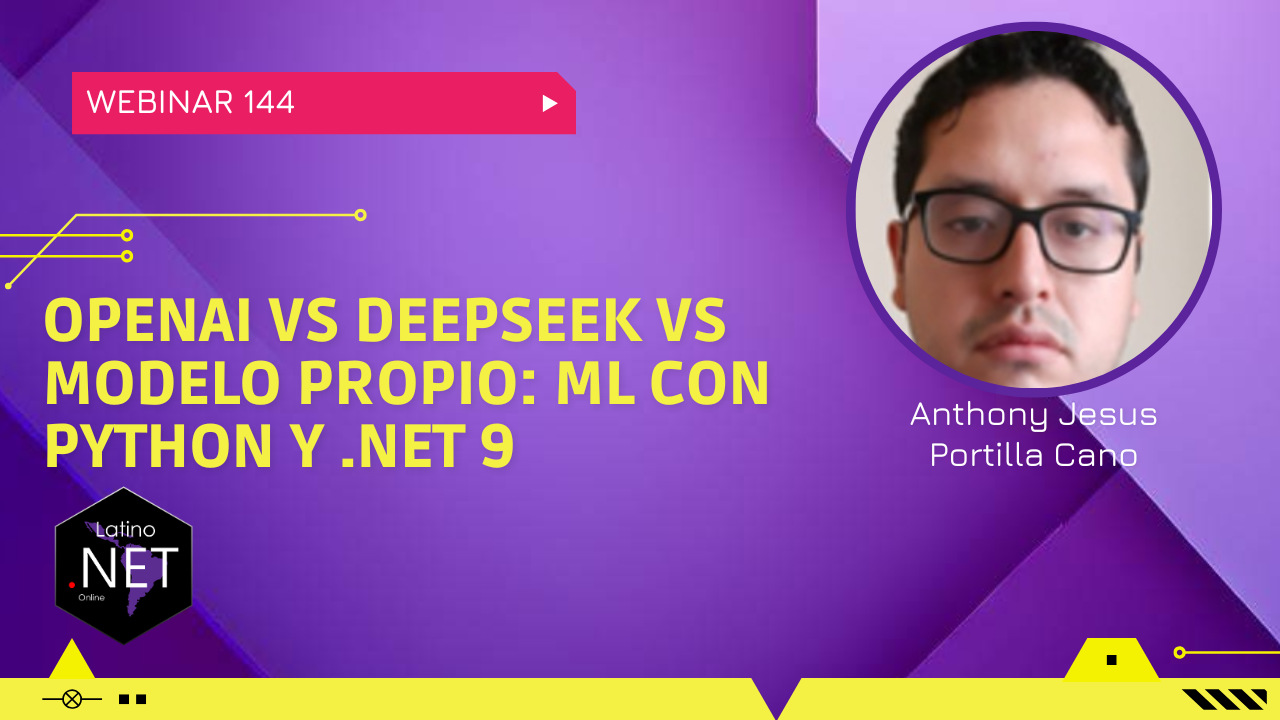 WEBINAR 144
OPENAI VS DEEPSEEK VS
MODELO PROPIO: ML CON
PYTHON Y .NET 9
Anthony Jesus
Portilla Cano
Latino
.NET
Online